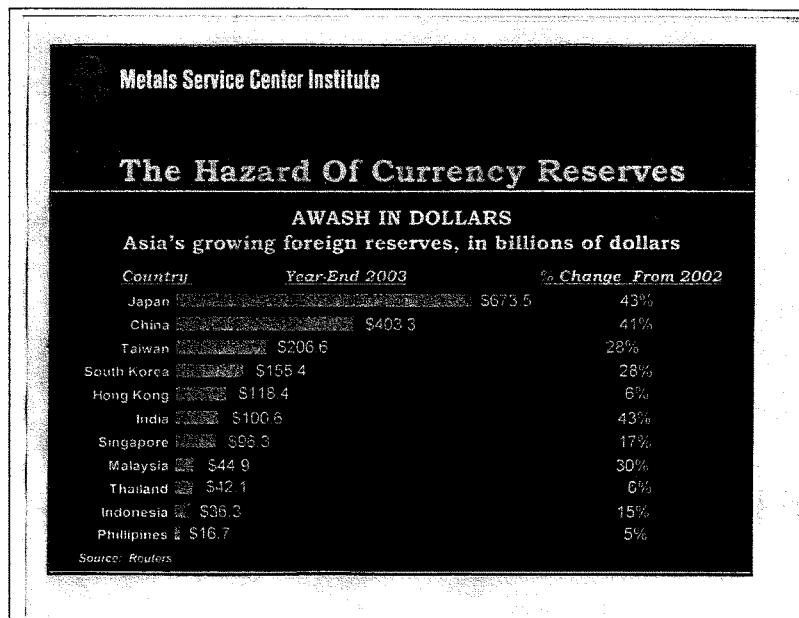 Metals Service Center Institute
The Hazard Of Currency Reserves
AWASH IN DOLLARS
Asia's growing foreign reserves, in billions of dollars
Country Year-End 2003 % Change From 2002
Japan $673.5 43%
China $403.3 41%
Taiwan $206.6 28%
South Korea $155.4 28%
Hong Kong $118.4 6%
India $100.6 43%
Singapore $96.3 17%
Malaysia $44.9 30%
Thailand $42.1 6%
Indonesia $36.3 15%
Phillipines $16.7 5%
Source: Reuters